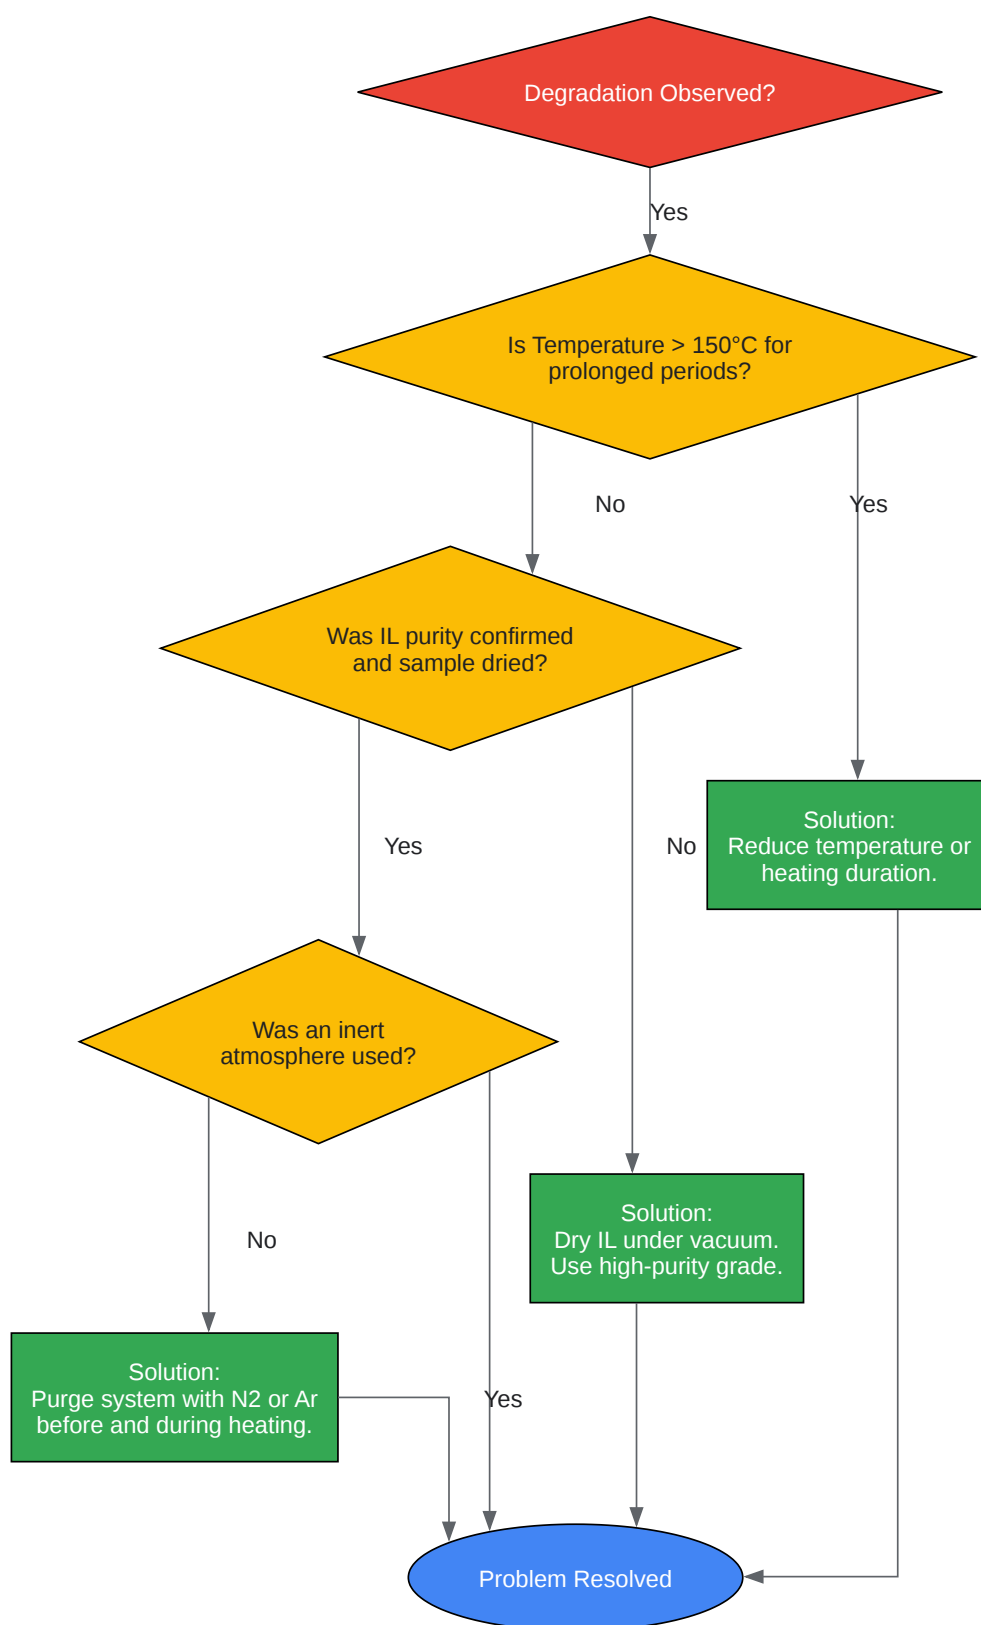 Degradation Observed?
Yes
Is Temperature > 150°C for
prolonged periods?
No
Yes
Was IL purity confirmed
and sample dried?
Yes
No
Solution:
Reduce temperature or
heating duration.
Was an inert
atmosphere used?
No
Solution:
Dry IL under vacuum.
Use high-purity grade.
Solution:
Purge system with N2 or Ar
before and during heating.
Yes
Problem Resolved